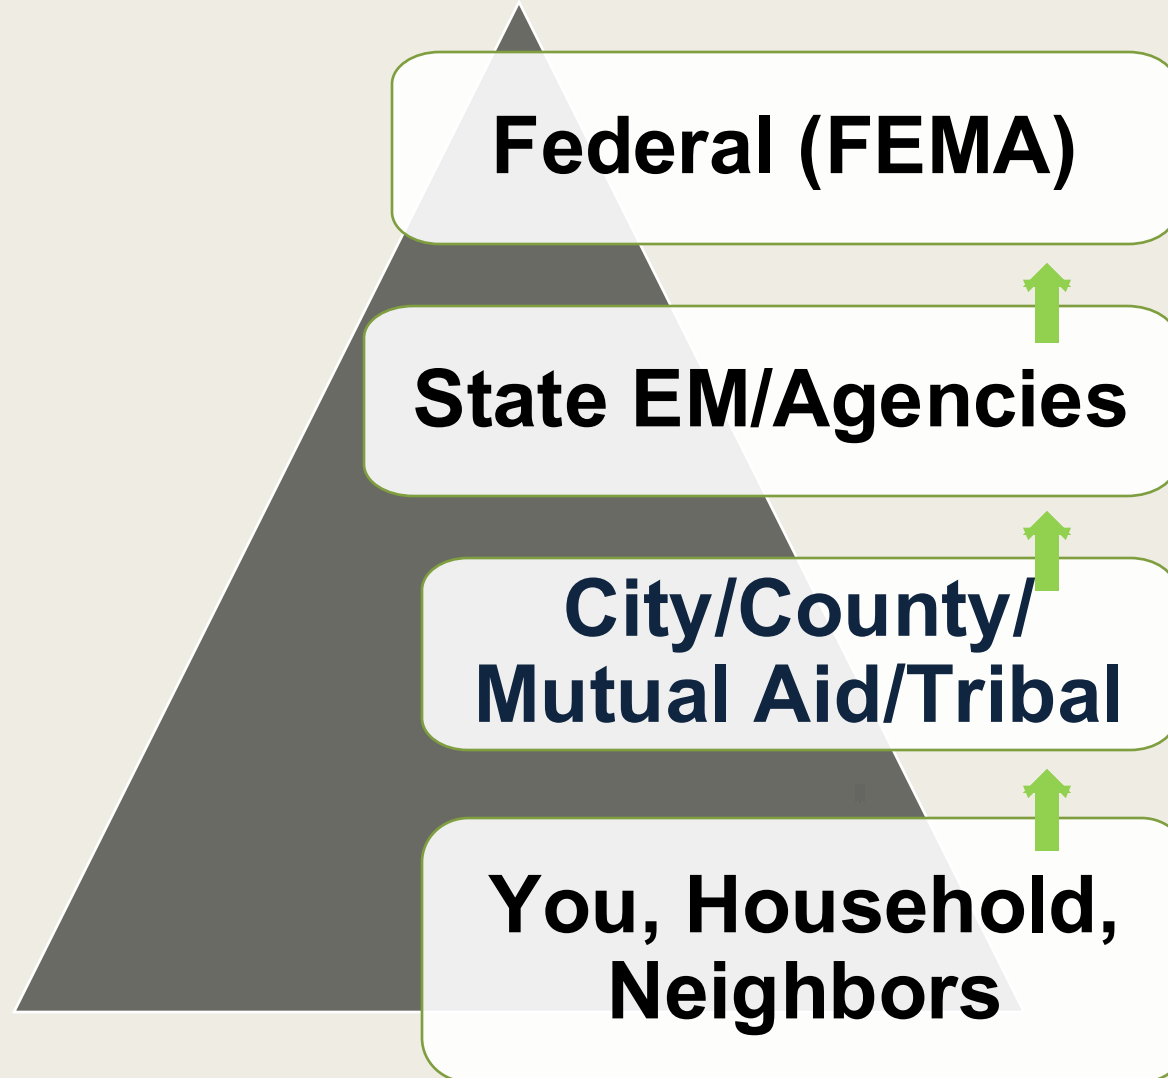 Federal (FEMA)
State EM/Agencies
City/County/
Mutual Aid/Tribal
You, Household,
Neighbors